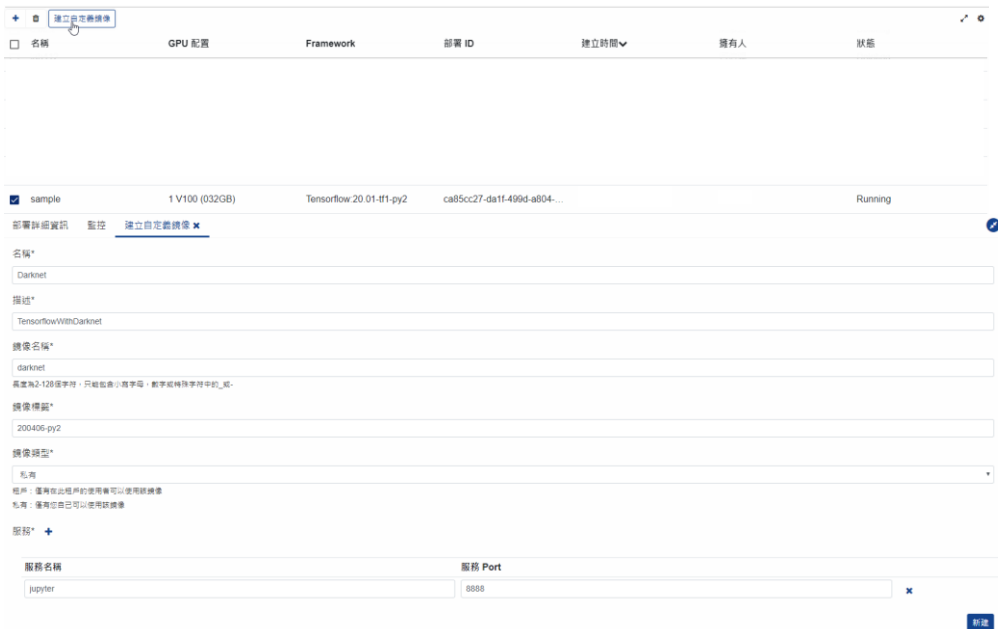 建立自定義鏡像
名稱 GPU 配置 Framework 部署 ID 建立時間 擁有人 狀態
sample 1 V100 (032GB) Tensorflow:20.01-tf1-py2 ca85cc27-da1f-499d-a804-... Running
部署詳細資訊 監控 建立自定義鏡像
名稱*
Darknet
描述*
TensorflowWithDarknet
鏡像名稱*
darknet
長度為2-128個字符，只能包含小寫字母，數字或特殊字符中的_或-
鏡像標籤*
200406-py2
鏡像類型*
私有
租戶：僅有在此租戶的使用者可以使用該鏡像
私有：僅有您自己可以使用該鏡像
服務*
服務名稱 服務 Port
jupyter 8888
新建